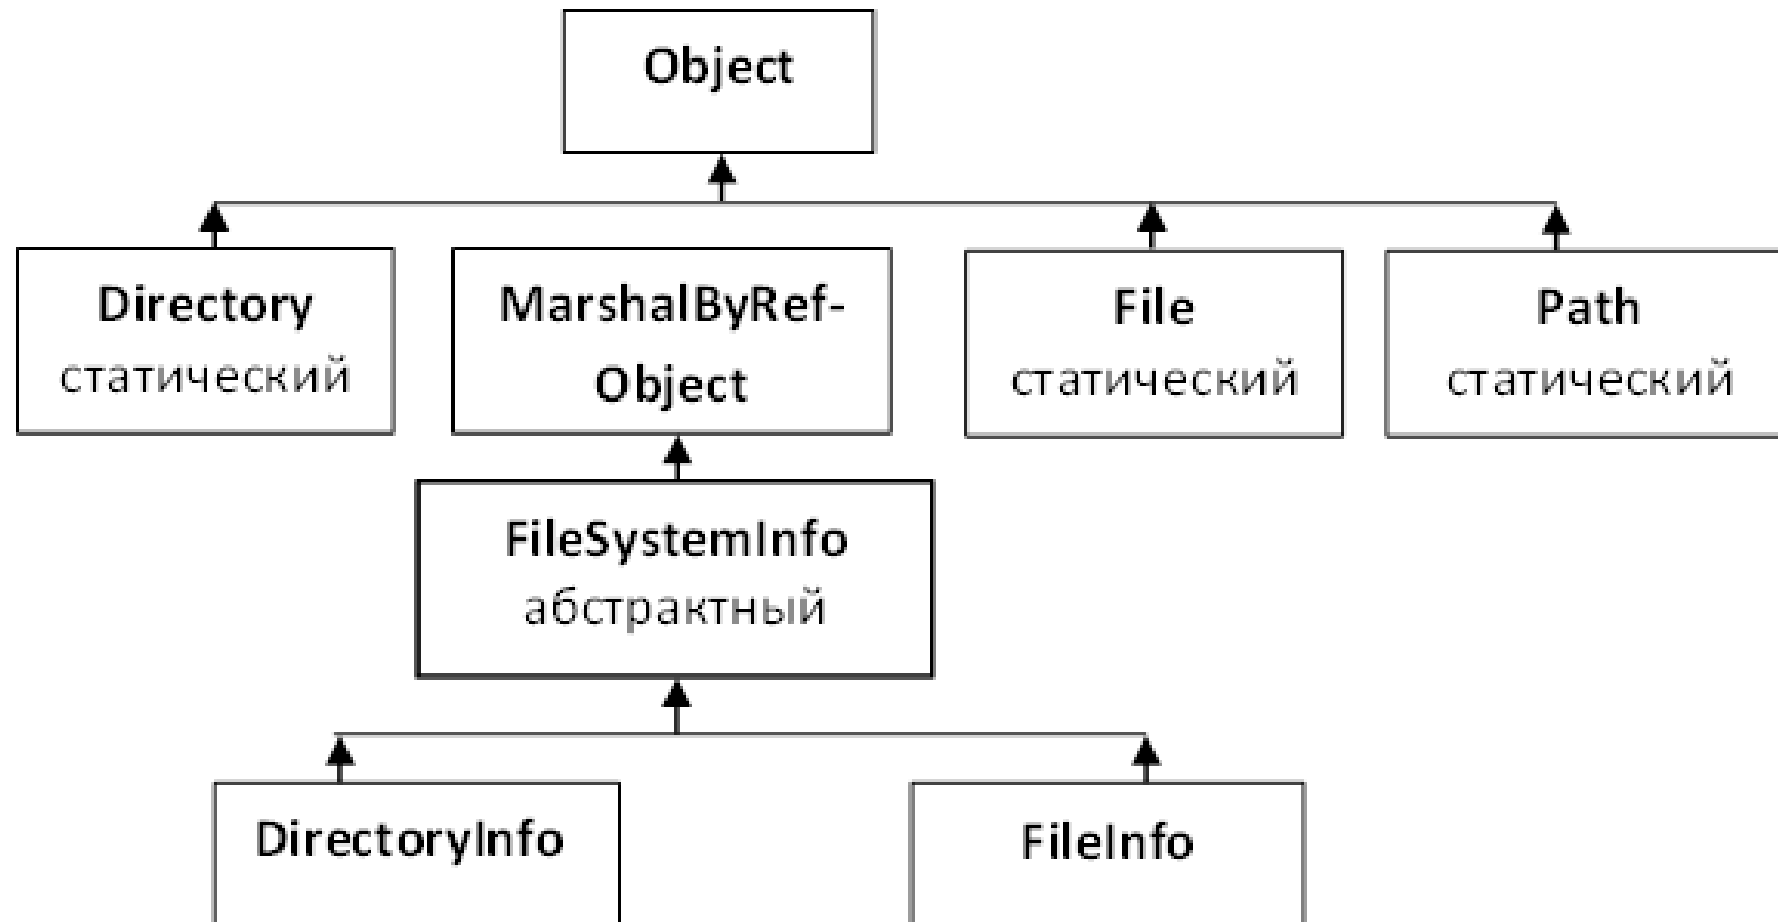 Object
Directory
статический
MarshalByRef-
Object
File
статический
Path
статический
FileSystemInfo
абстрактный
DirectoryInfo
FileInfo